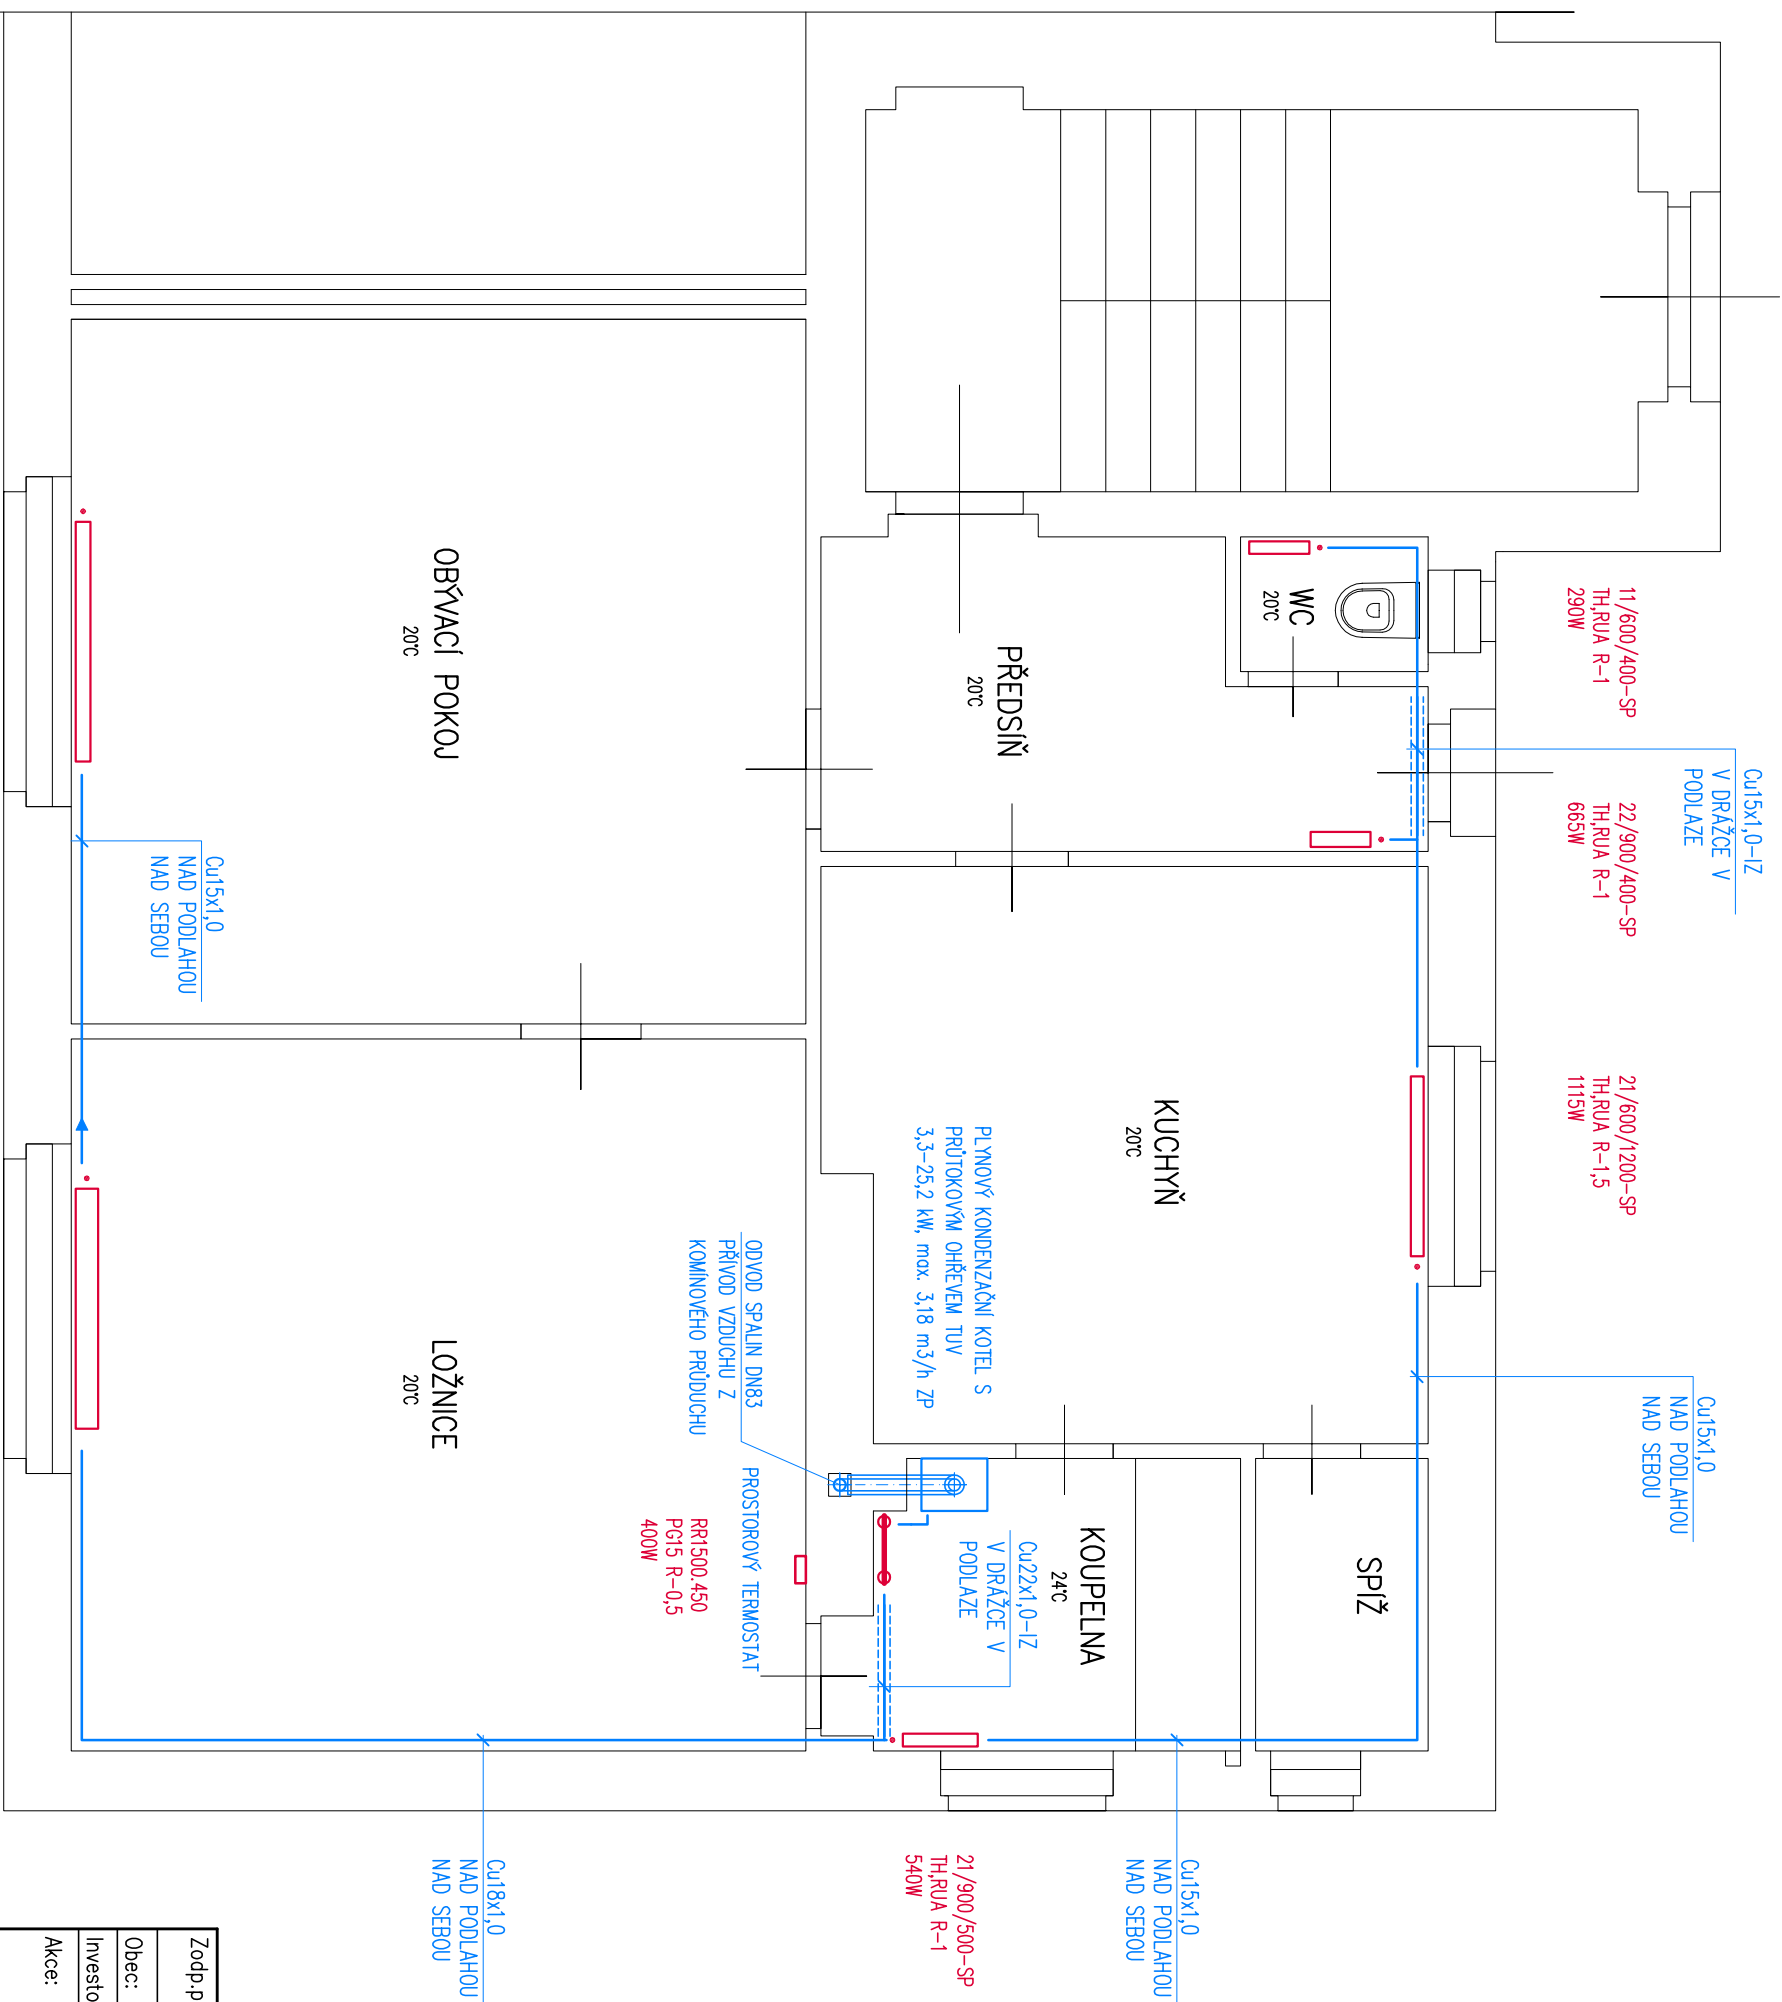 11/600/400-SP
TH,RUA R-1
290W
Cu15x1,0-IZ
V DRÁŽCE V
PODLAZE
22/900/400-SP
TH,RUA R-1
665W
21/600/1200-SP
TH,RUA R-1,5
1115W
Cu15x1,0
NAD PODLAHOU
NAD SEBOU
WC
20°C
PŘEDSÍŇ
20°C
KUCHYŇ
20°C
SPÍŽ
KOUPELNA
24°C
Cu22x1,0-IZ
V DRÁŽCE V
PODLAZE
PLYNOVÝ KONDENZAČNÍ KOTEL S
PRŮTOKOVÝM OHŘEVEM TUV
3,3-25,2 kW, max. 3,18 m3/h ZP
ODVOD SPALIN DN83
PŘÍVOD VZDUCHU Z
KOMÍNOVÉHO PRŮDUCHU
PROSTOROVÝ TERMOSTAT
RR1500.450
PG15 R-0,5
400W
OBÝVACÍ POKOJ
20°C
LOŽNICE
20°C
Cu15x1,0
NAD PODLAHOU
NAD SEBOU
Cu15x1,0
NAD PODLAHOU
NAD SEBOU
21/900/500-SP
TH,RUA R-1
540W
Cu18x1,0
NAD PODLAHOU
NAD SEBOU
Zodp.p
Obec:
Investo
Akce: